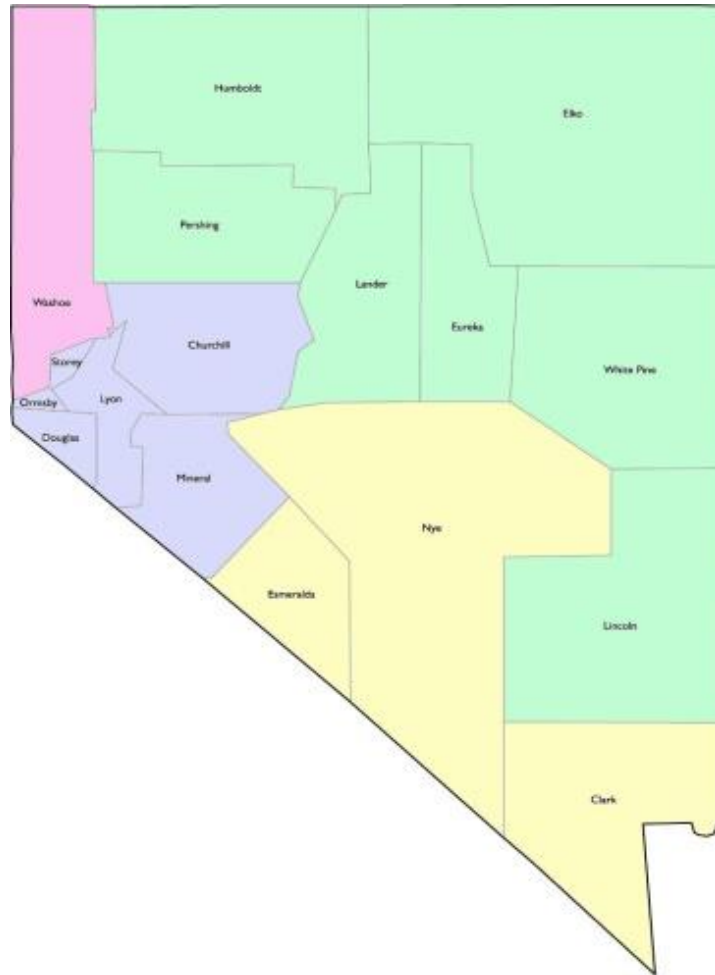 Humboldt
Elko
Pershing
Lander
Washoe
Eureka
Churchill
Storey
White Pine
Lyon
Ormsby
Douglas
Mineral
Nye
Esmeralda
Lincoln
Clark